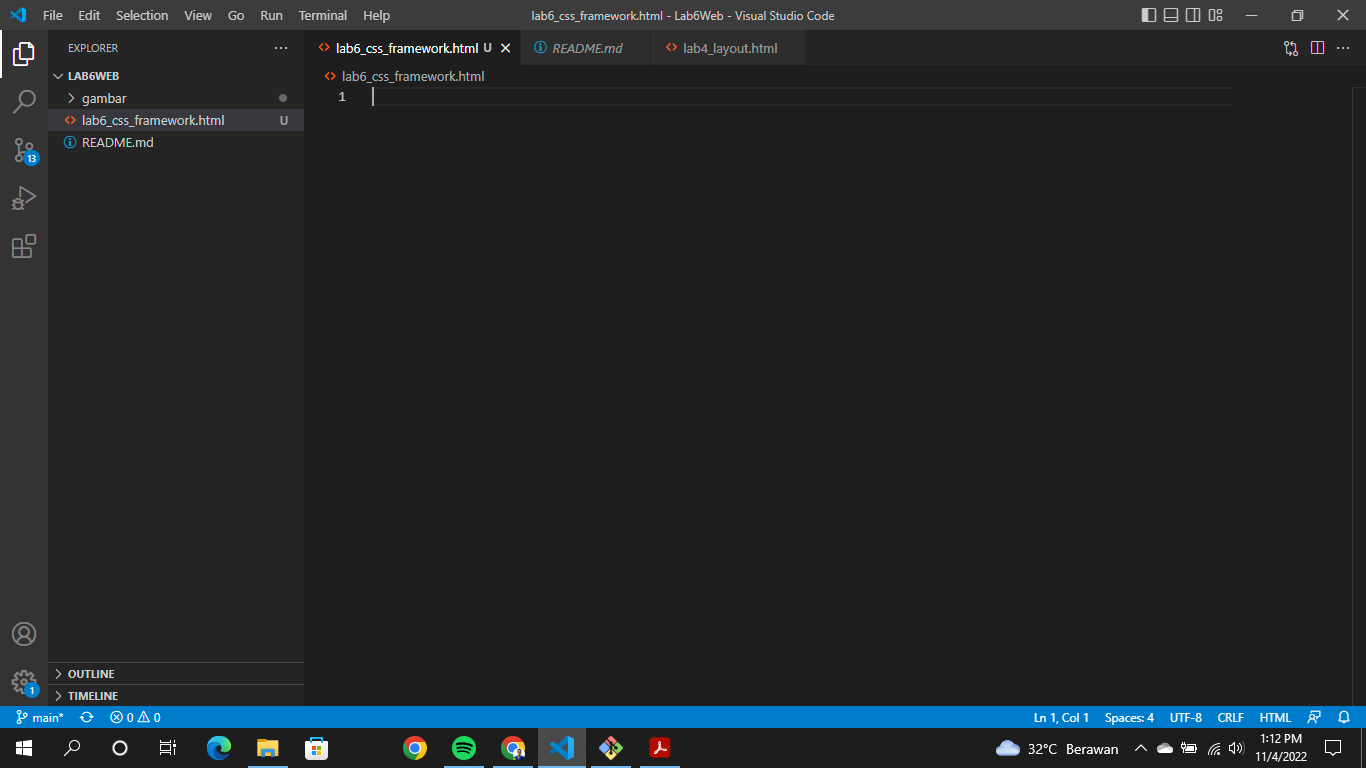 File Edit Selection View Go Run Terminal Help
lab6_css_framework.html - Lab6Web - Visual Studio Code
EXPLORER
LAB6WEB
gambar
lab6_css_framework.html U
README.md
lab6_css_framework.html U
README.md
lab4_layout.html
lab6_css_framework.html
1
13
1
OUTLINE
TIMELINE
main*
0 0
Ln 1, Col 1
Spaces: 4
UTF-8
CRLF
HTML
32°C Berawan
1:12 PM
11/4/2022